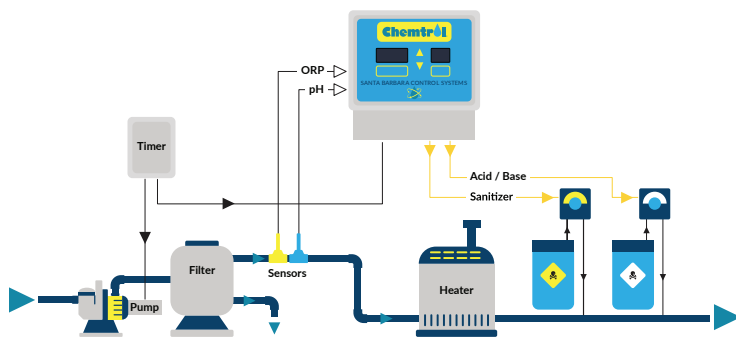 Chemtrol
ORP
SANTA BARBARA CONTROL SYSTEMS
pH
Timer
Acid / Base
Sanitizer
Filter
Sensors
Heater
Pump